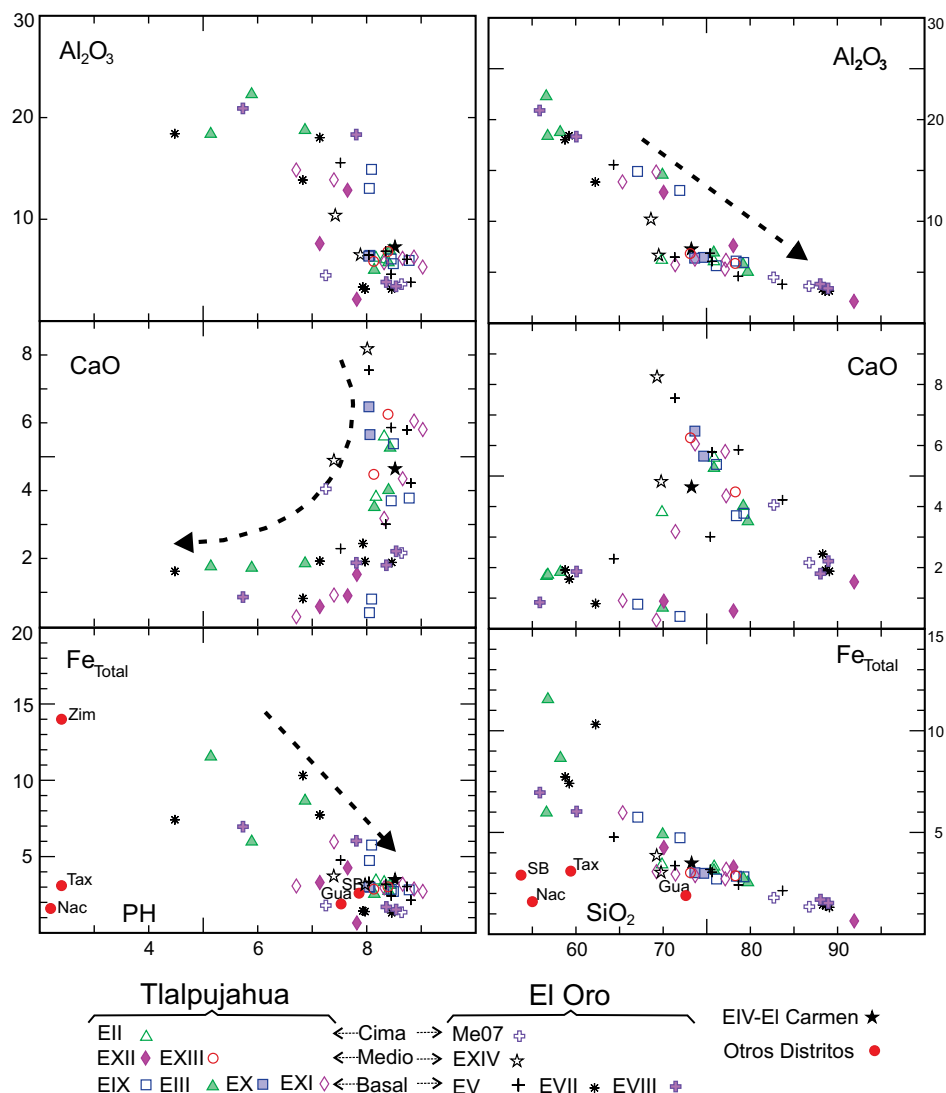 30
Al2O3
20
10
30
Al2O3
20
10
8
CaO
6
4
2
CaO
8
6
4
2
20
FeTotal
15
Zim
10
5
Tax
Nac
PH
SB
Gua
4 6 8
15
FeTotal
10
5
SB
Tax
Nac
Gua
SiO2
60 70 80 90
Tlalpujahua El Oro
EII Cima Me07 EIV-El Carmen
EXII EXIII Medio EXIV Otros Distritos
EIX EIII EX EXI Basal EV EVII EVIII